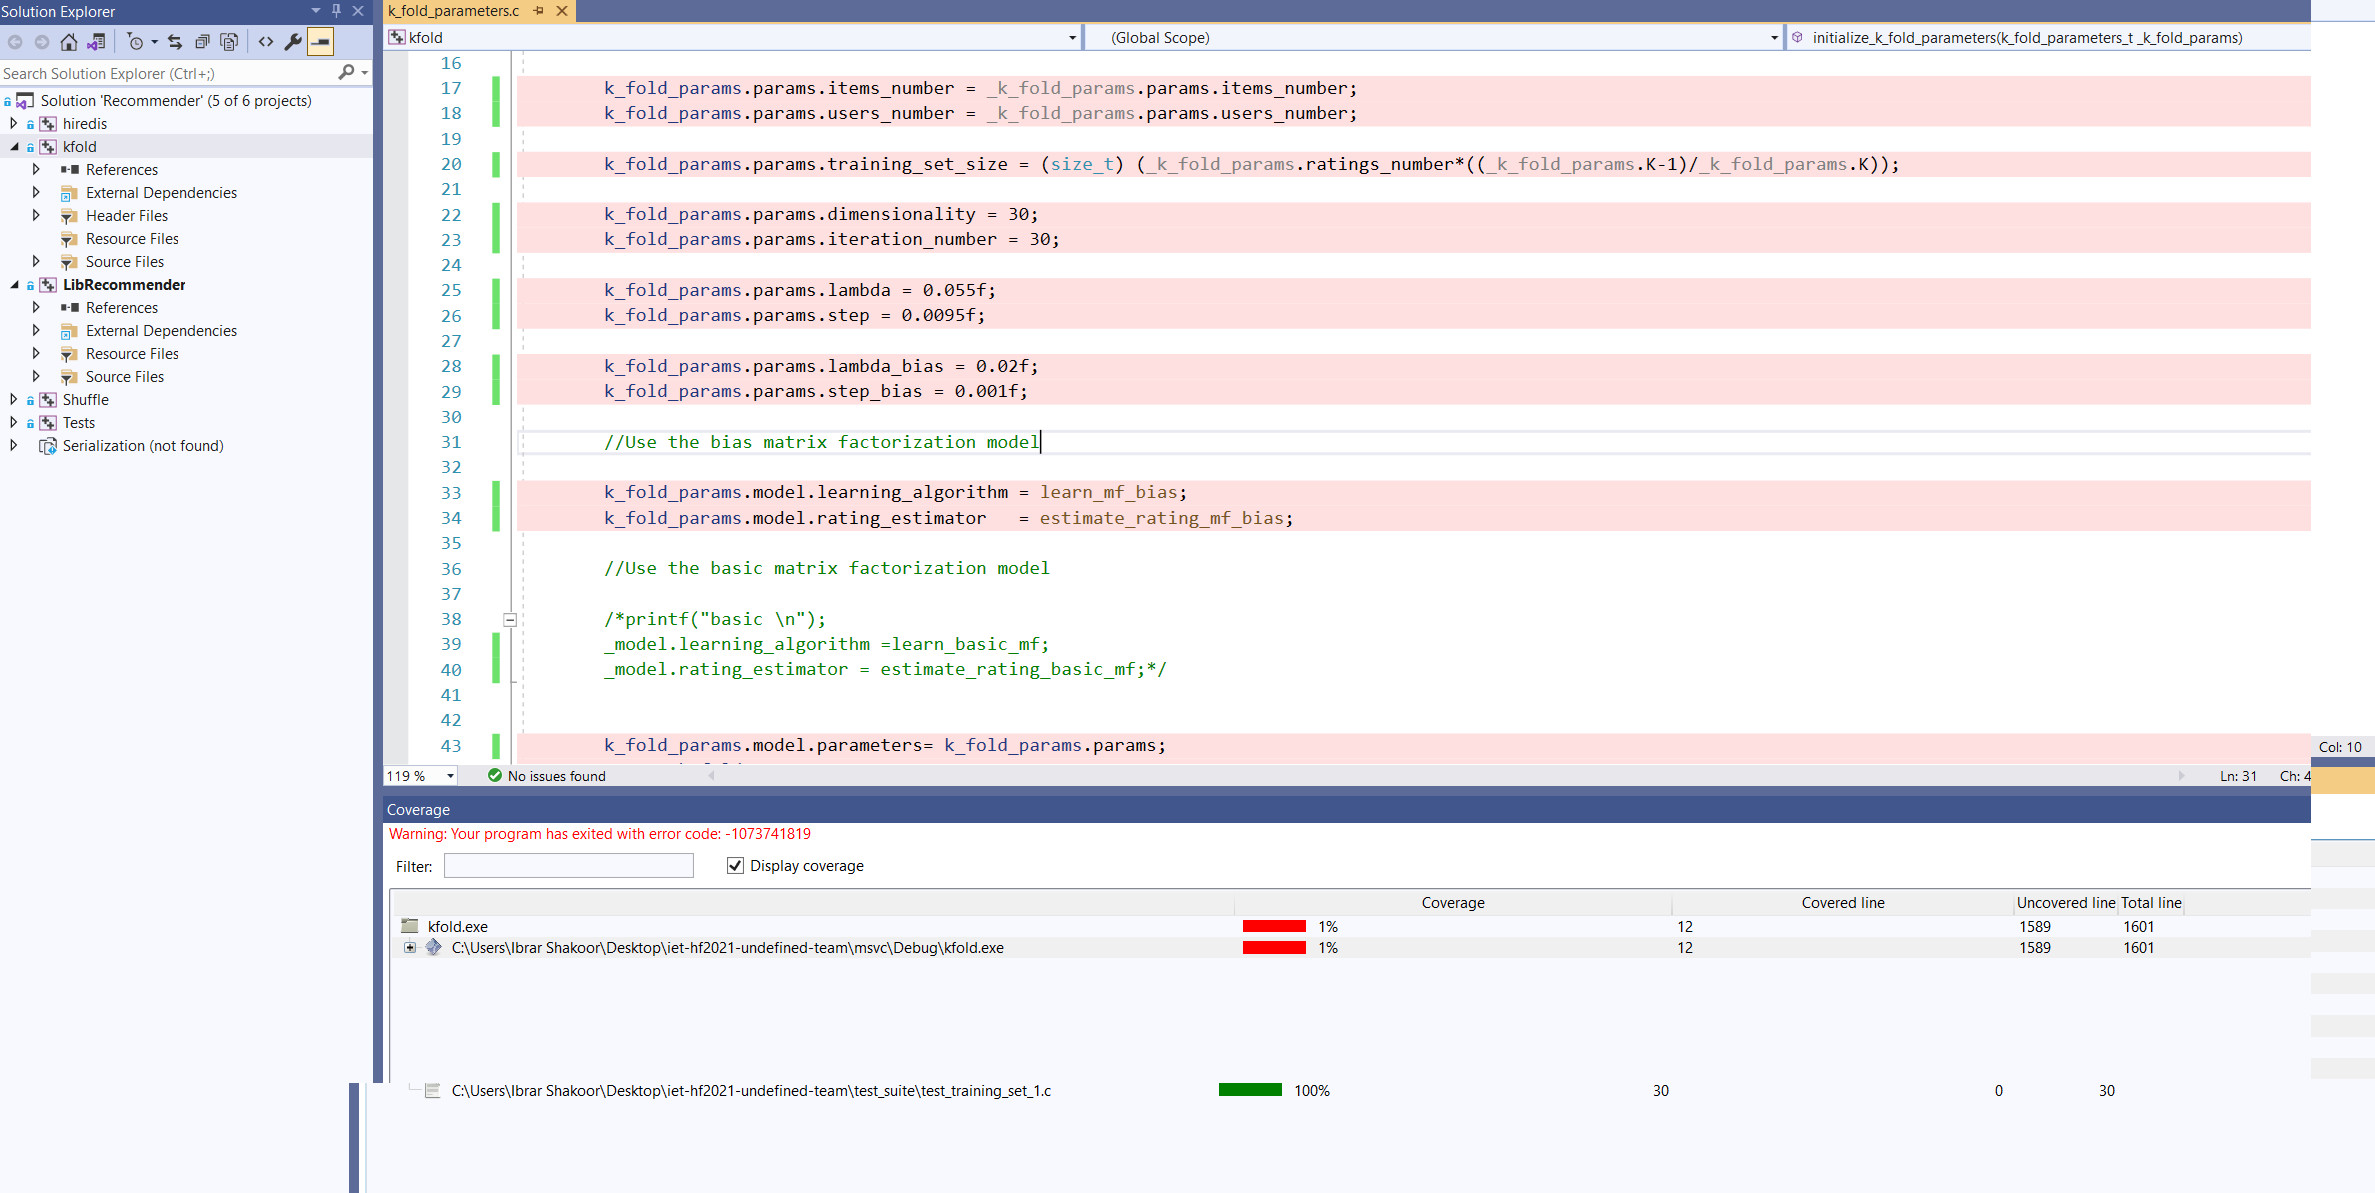 Solution Explorer
Search Solution Explorer (Ctrl+;)
Solution 'Recommender' (5 of 6 projects)
hiredis
kfold
References
External Dependencies
Header Files
Resource Files
Source Files
LibRecommender
References
External Dependencies
Resource Files
Source Files
Shuffle
Tests
Serialization (not found)
k_fold_parameters.c
kfold (Global Scope) initialize_k_fold_parameters(k_fold_parameters_t _k_fold_params)
16
17 k_fold_params.params.items_number = _k_fold_params.params.items_number;
18 k_fold_params.params.users_number = _k_fold_params.params.users_number;
19
20 k_fold_params.params.training_set_size = (size_t) (_k_fold_params.ratings_number*((_k_fold_params.K-1)/_k_fold_params.K));
21
22 k_fold_params.params.dimensionality = 30;
23 k_fold_params.params.iteration_number = 30;
24
25 k_fold_params.params.lambda = 0.055f;
26 k_fold_params.params.step = 0.0095f;
27
28 k_fold_params.params.lambda_bias = 0.02f;
29 k_fold_params.params.step_bias = 0.001f;
30
31 //Use the bias matrix factorization model
32
33 k_fold_params.model.learning_algorithm = learn_mf_bias;
34 k_fold_params.model.rating_estimator   = estimate_rating_mf_bias;
35
36 //Use the basic matrix factorization model
37
38 /*printf("basic \n");
39 _model.learning_algorithm =learn_basic_mf;
40 _model.rating_estimator = estimate_rating_basic_mf;*/
41
42
43 k_fold_params.model.parameters= k_fold_params.params;
Col: 10
119 % No issues found Ln: 31 Ch: 4
Coverage
Warning: Your program has exited with error code: -1073741819
Filter: Display coverage
Coverage Covered line Uncovered line Total line
kfold.exe 1% 12 1589 1601
C:\Users\Ibrar Shakoor\Desktop\iet-hf2021-undefined-team\msvc\Debug\kfold.exe 1% 12 1589 1601
C:\Users\Ibrar Shakoor\Desktop\iet-hf2021-undefined-team\test_suite\test_training_set_1.c 100% 30 0 30